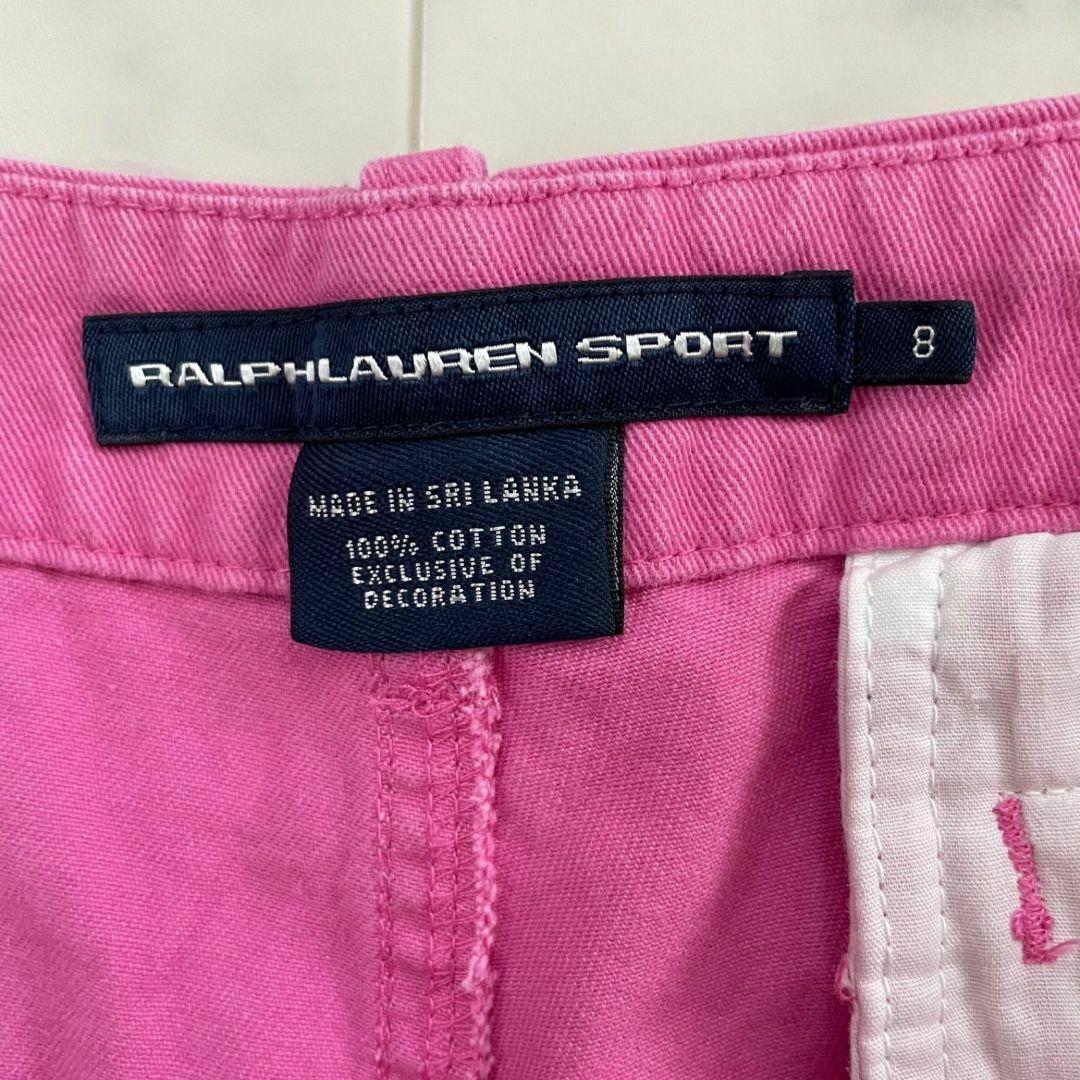 RALPHLAUREN SPORT
8
MADE IN SRI LANKA
100% COTTON
EXCLUSIVE OF
DECORATION